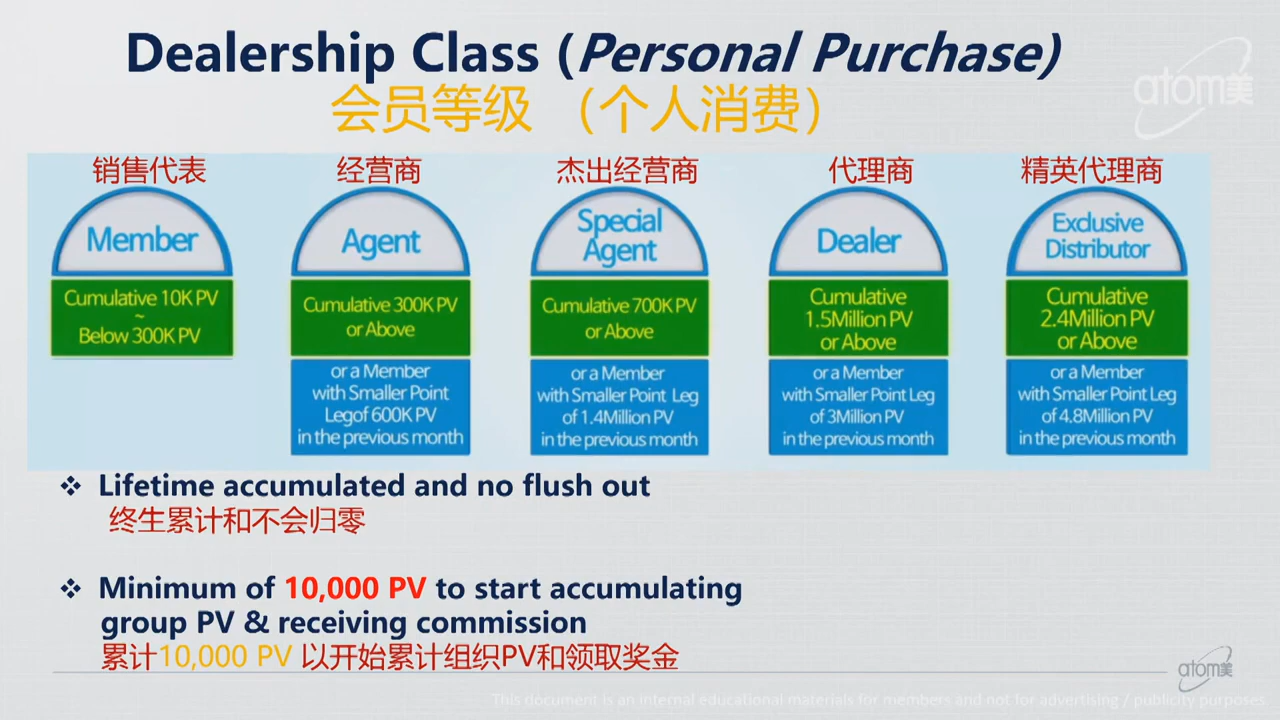 Dealership Class (Personal Purchase)
会员等级 （个人消费）
atom美
销售代表
经营商
杰出经营商
代理商
精英代理商
Member
Agent
Special
Agent
Dealer
Exclusive
Distributor
Cumulative 10K PV
~
Below 300K PV
Cumulative 300K PV
or Above
Cumulative 700K PV
or Above
Cumulative
1.5Million PV
or Above
Cumulative
2.4Million PV
or Above
or a Member
with Smaller Point
Legof 600K PV
in the previous month
or a Member
with Smaller Point Leg
of 1.4Million PV
in the previous month
or a Member
with Smaller Point Leg
of 3Million PV
in the previous month
or a Member
with Smaller Point Leg
of 4.8Million PV
in the previous month
❖ Lifetime accumulated and no flush out
终生累计和不会归零
❖ Minimum of 10,000 PV to start accumulating
group PV & receiving commission
累计10,000 PV 以开始累计组织PV和领取奖金
atom美
This document is an internal educational materials for members and not for advertising / publicity purposes